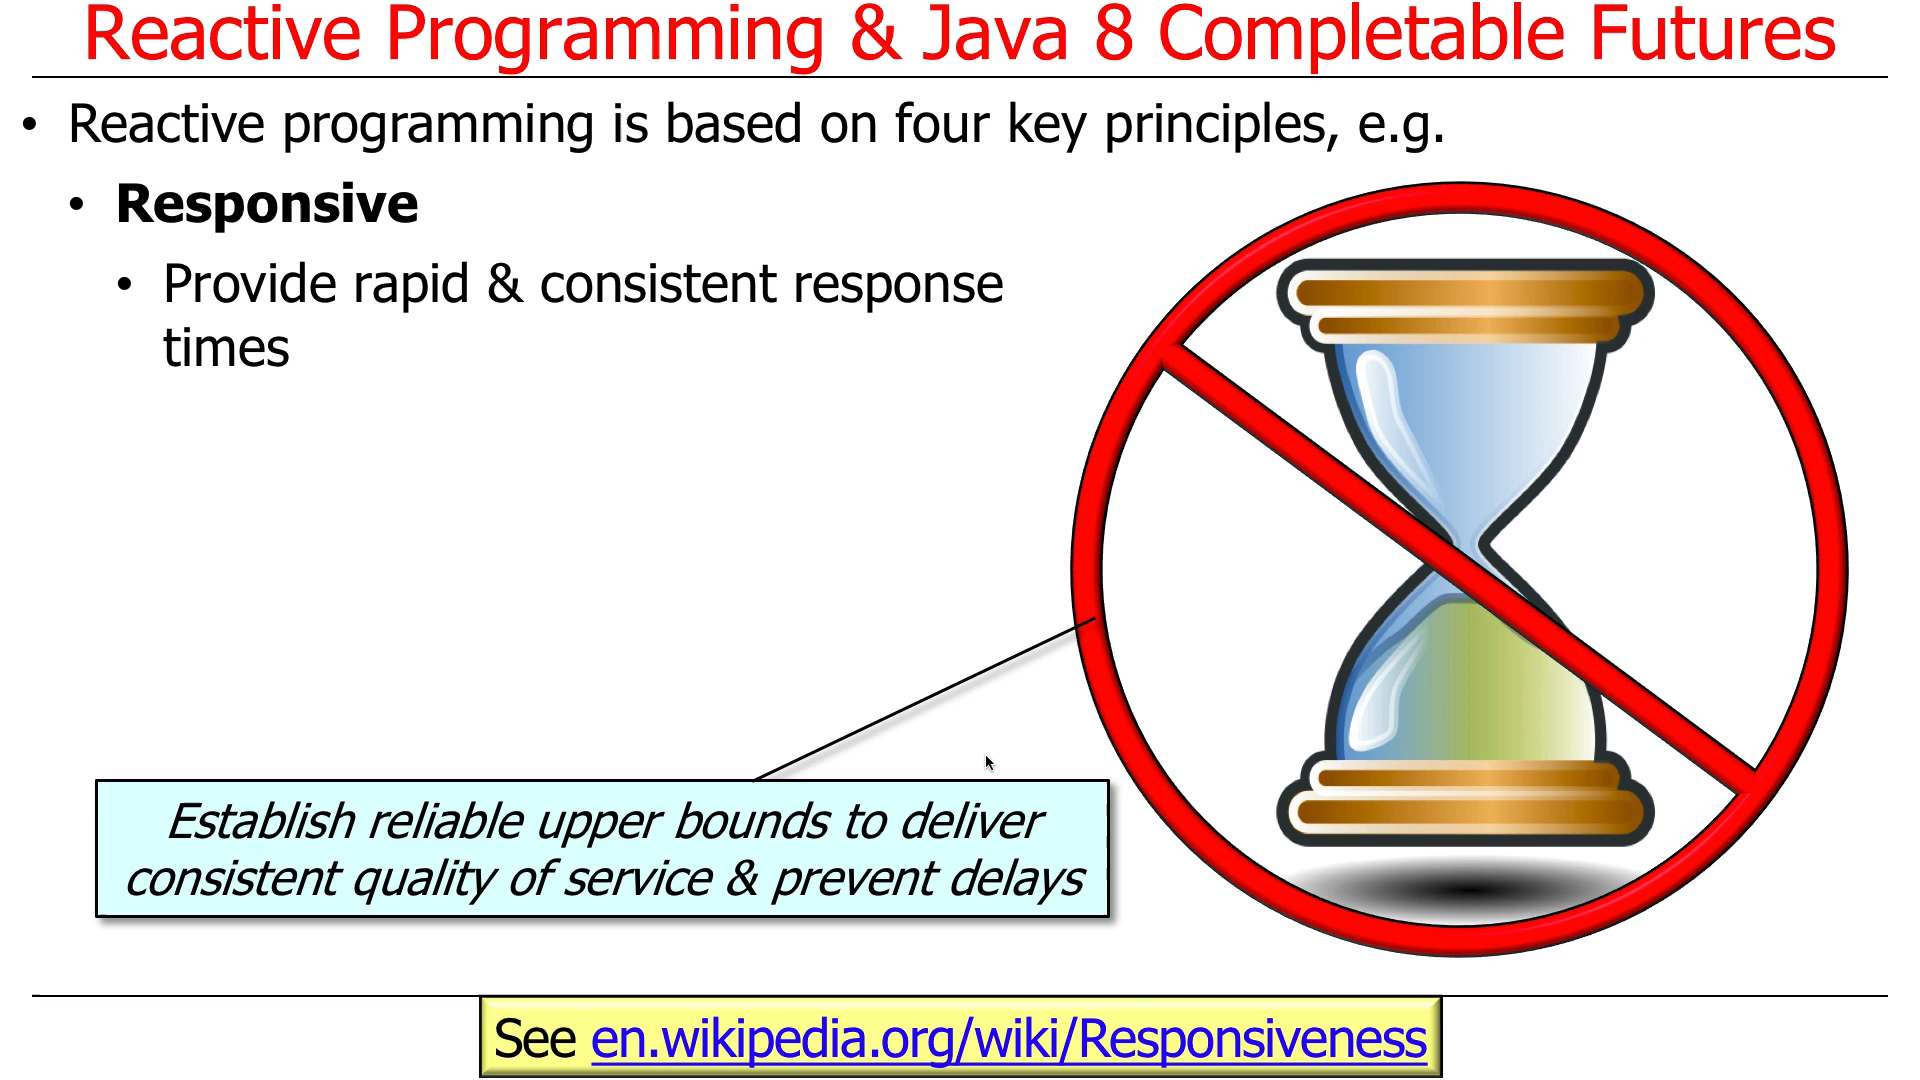 Reactive Programming & Java 8 Completable Futures
• Reactive programming is based on four key principles, e.g.
• Responsive
• Provide rapid & consistent response
times
Establish reliable upper bounds to deliver
consistent quality of service & prevent delays
See en.wikipedia.org/wiki/Responsiveness